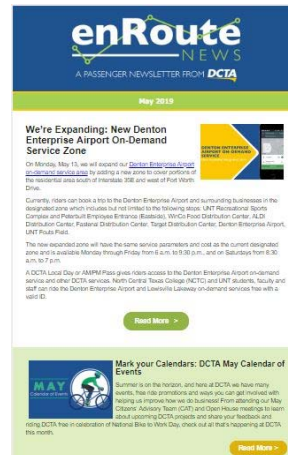 enRoute
NEWS
A PASSENGER NEWSLETTER FROM DCTA
May 2019
We're Expanding: New Denton
Enterprise Airport On-Demand
Service Zone
DENTON ENTERPRISE
AIRPORT ON-DEMAND
SERVICE
On Monday, May 13, we will expand our Denton Enterprise Airport
on-demand service area by adding a new zone to cover portions of
the residential area south of Interstate 35E and west of Fort Worth
Drive.
Currently, riders can book a trip to the Denton Enterprise Airport and surrounding businesses in the
designated zone which includes but not limited to the following stops: UNT Recreational Sports
Complex and Peterbuilt Employee Entrance (Eastside), WinCo Food Distribution Center, ALDI
Distribution Center, Fastenal Distribution Center, Target Distribution Center, Denton Enterprise Airport,
UNT Fouts Field.
The new expanded zone will have the same service parameters and cost as the current designated
zone and is available Monday through Friday from 6 a.m. to 9:30 p.m., and on Saturdays from 8:30
a.m. to 7 p.m.
A DCTA Local Day or AM/PM Pass gives riders access to the Denton Enterprise Airport on-demand
service and other DCTA services. North Central Texas College (NCTC) and UNT students, faculty and
staff can ride the Denton Enterprise Airport and Lewisville Lakeway on-demand services free with a
valid ID.
Read More >
MAY
Calendar of Events
Mark your Calendars: DCTA May Calendar of
Events
Summer is on the horizon, and here at DCTA we have many
events, free ride promotions and ways you can get involved with
helping us improve how we do business! From attending our May
Citizens' Advisory Team (CAT) and Open House meetings to learn
about upcoming DCTA projects and share your feedback and
riding DCTA free in celebration of National Bike to Work Day, check out all that's happening at DCTA
this month.
Read More >